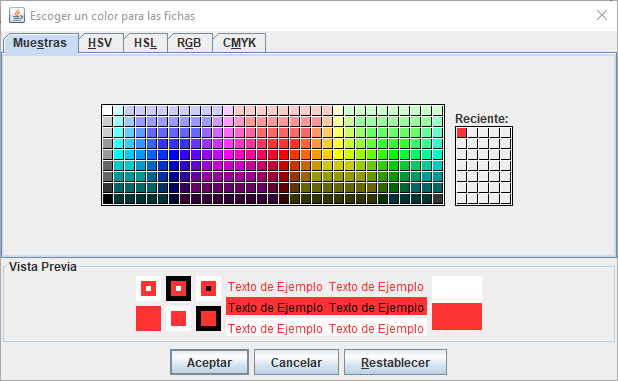 Escoger un color para las fichas
Muestras HSV HSL RGB CMYK
Reciente:
Vista Previa
Texto de Ejemplo Texto de Ejemplo
Texto de Ejemplo Texto de Ejemplo
Texto de Ejemplo Texto de Ejemplo
Aceptar Cancelar Restablecer